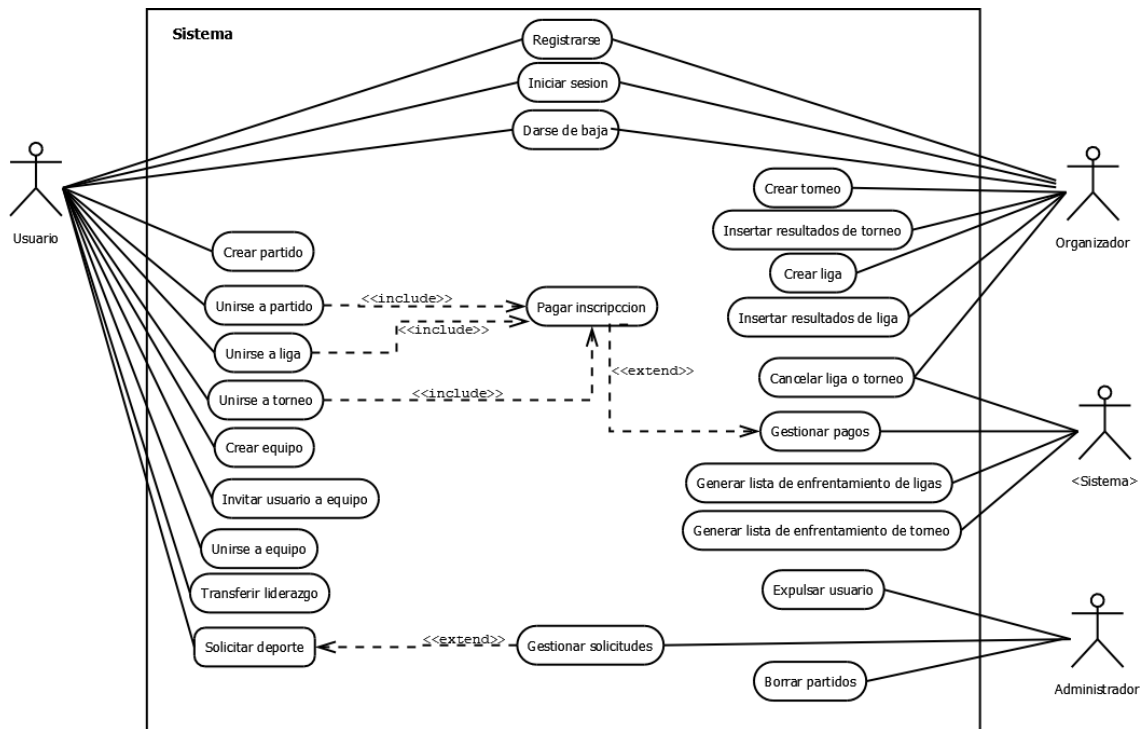 Sistema
Registrarse
Iniciar sesion
Darse de baja
Usuario
Organizador
Crear torneo
Insertar resultados de torneo
Crear partido
Crear liga
Unirse a partido
<<include>>
Pagar inscripccion
Insertar resultados de liga
<<include>>
Unirse a liga
<<extend>>
Cancelar liga o torneo
Unirse a torneo
<<include>>
Gestionar pagos
Crear equipo
<Sistema>
Generar lista de enfrentamiento de ligas
Invitar usuario a equipo
Generar lista de enfrentamiento de torneo
Unirse a equipo
Transferir liderazgo
Expulsar usuario
Solicitar deporte
<<extend>>
Gestionar solicitudes
Borrar partidos
Administrador